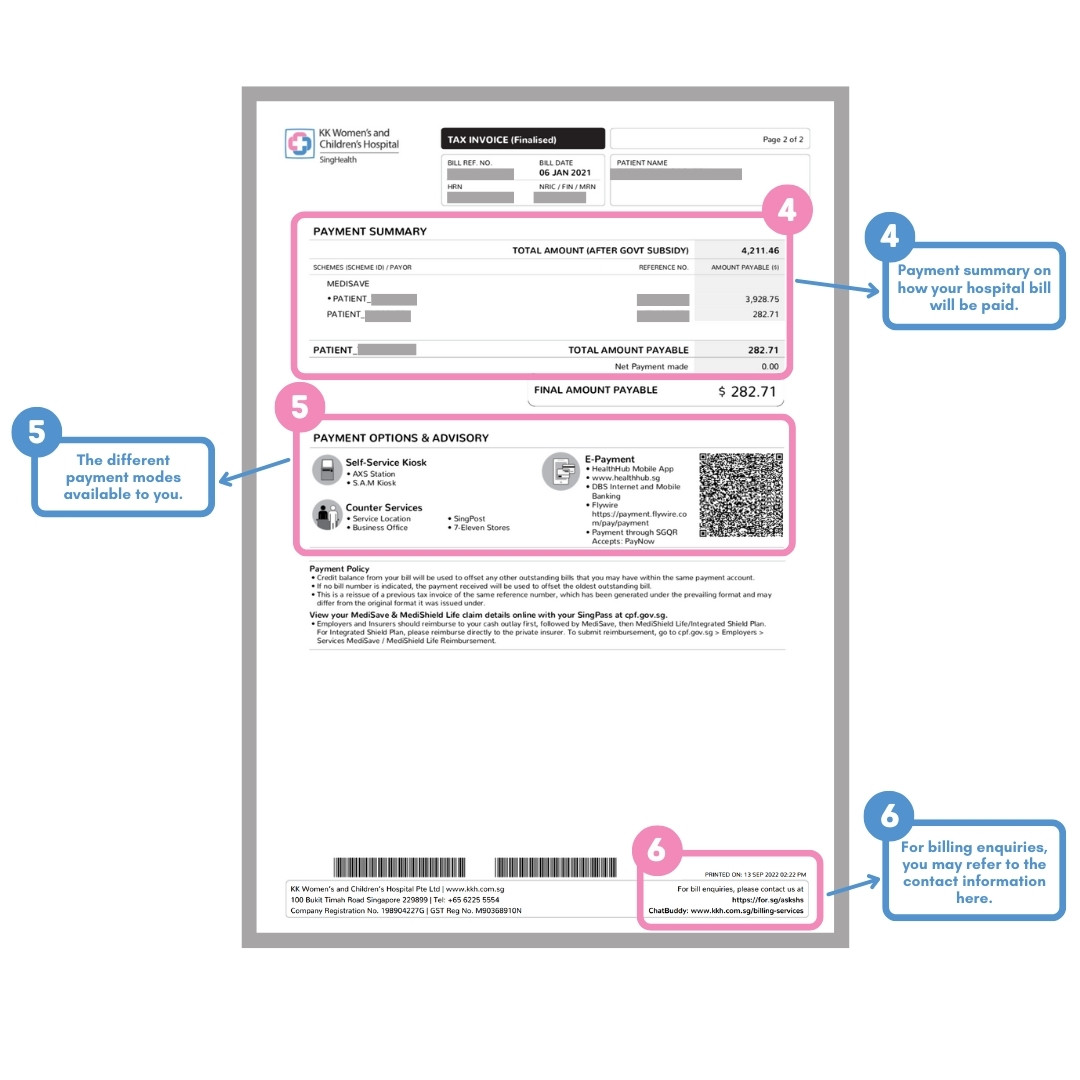 KK Women's and
Children's Hospital
SingHealth
TAX INVOICE (Finalised)
Page 2 of 2
BILL REF. NO.
BILL DATE
06 JAN 2021
PATIENT NAME
HRN
NRIC / FIN / MRN
4
PAYMENT SUMMARY
TOTAL AMOUNT (AFTER GOVT SUBSIDY) 4,211.46
SCHEMES (SCHEME ID) / PAYOR REFERENCE NO. AMOUNT PAYABLE ($)
MEDISAVE
• PATIENT_ 3,928.75
PATIENT_ 282.71
PATIENT_ TOTAL AMOUNT PAYABLE 282.71
Net Payment made 0.00
FINAL AMOUNT PAYABLE $ 282.71
4
Payment summary on
how your hospital bill
will be paid.
5
The different
payment modes
available to you.
5
PAYMENT OPTIONS & ADVISORY
Self-Service Kiosk
• AXS Station
• S.A.M Kiosk
Counter Services
• Service Location
• Business Office
• SingPost
• 7-Eleven Stores
E-Payment
• HealthHub Mobile App
• www.healthhub.sg
• DBS Internet and Mobile
Banking
• Flywire
https://payment.flywire.co
m/pay/payment
• Payment through SGQR
Accepts: PayNow
Payment Policy
• Credit balance from your bill will be used to offset any other outstanding bills that you may have within the same payment account.
• If no bill number is indicated, the payment received will be used to offset the oldest outstanding bill.
• This is a reissue of a previous tax invoice of the same reference number, which has been generated under the prevailing format and may
differ from the original format it was issued under.
View your MediSave & MediShield Life claim details online with your SingPass at cpf.gov.sg.
• Employers and Insurers should reimburse to your cash outlay first, followed by MediSave, then MediShield Life/Integrated Shield Plan.
For Integrated Shield Plan, please reimburse directly to the private insurer. To submit reimbursement, go to cpf.gov.sg > Employers >
Services MediSave / MediShield Life Reimbursement.
KK Women's and Children's Hospital Pte Ltd | www.kkh.com.sg
100 Bukit Timah Road Singapore 229899 | Tel: +65 6225 5554
Company Registration No. 198904227G | GST Reg No. M90368910N
6
PRINTED ON: 13 SEP 2022 02:22 PM
For bill enquiries, please contact us at
https://for.sg/askshs
ChatBuddy: www.kkh.com.sg/billing-services
6
For billing enquiries,
you may refer to the
contact information
here.